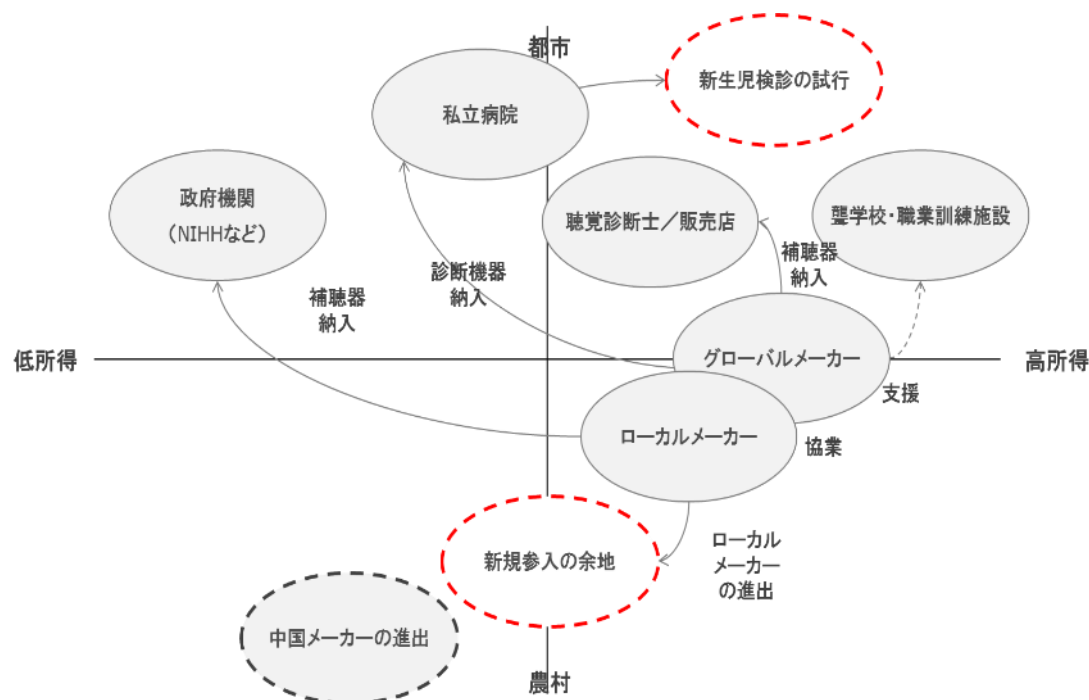 都市
新生児検診の試行
私立病院
政府機関
（NIHHなど）
聴覚診断士／販売店
聾学校・職業訓練施設
補聴器
納入
診断機器
納入
補聴器
納入
低所得
グローバルメーカー
高所得
支援
ローカルメーカー
協業
新規参入の余地
ローカル
メーカー
の進出
中国メーカーの進出
農村